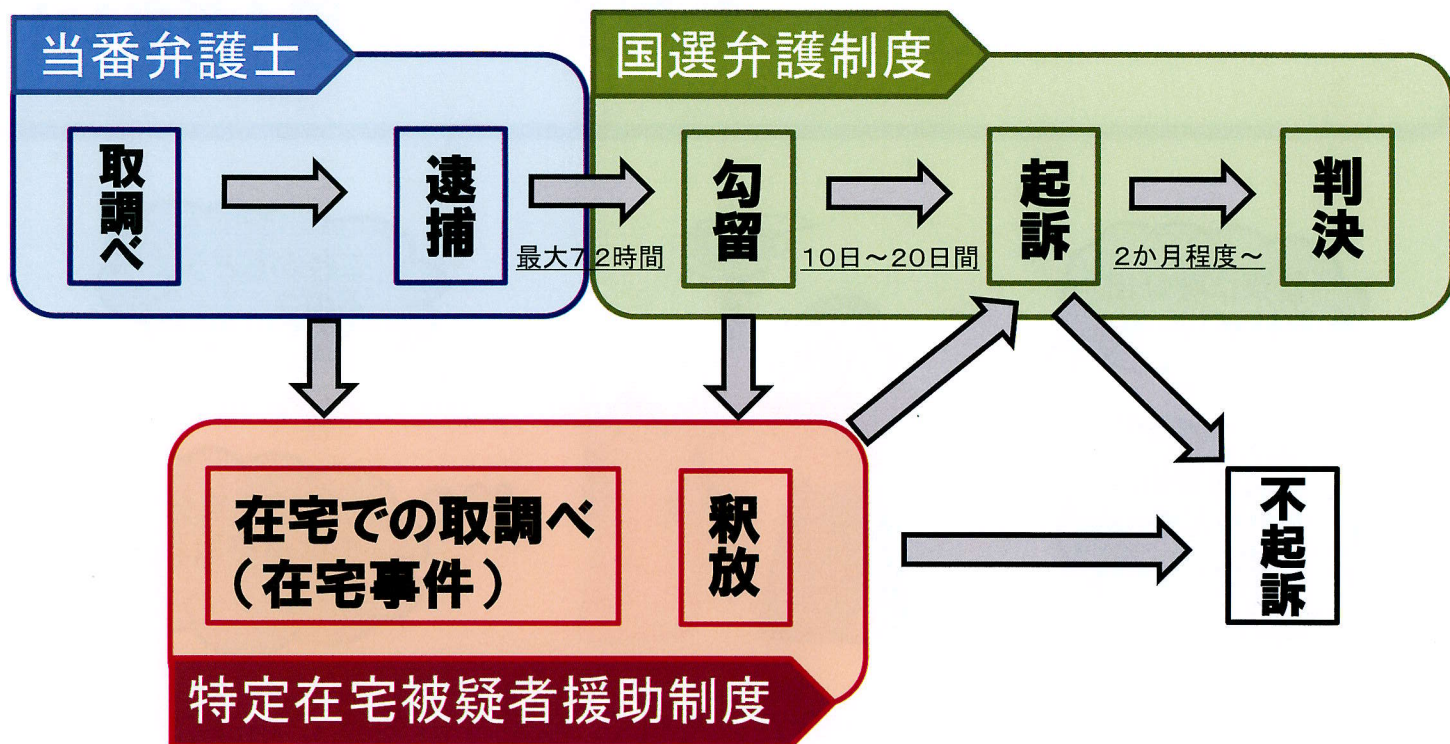 当番弁護士
国選弁護制度
取調べ
逮捕
最大72時間
勾留
10日～20日間
起訴
2か月程度～
判決
在宅での取調べ
（在宅事件）
釈放
不起訴
特定在宅被疑者援助制度